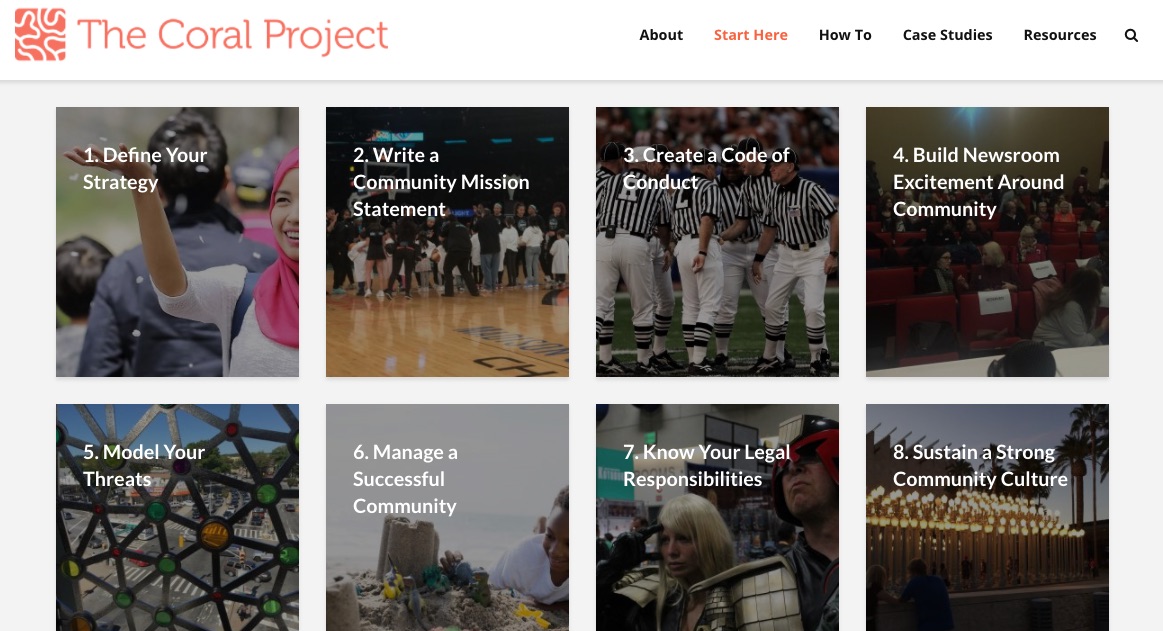 The Coral Project
About Start Here How To Case Studies Resources
1. Define Your
Strategy
2. Write a
Community Mission
Statement
3. Create a Code of
Conduct
4. Build Newsroom
Excitement Around
Community
5. Model Your
Threats
6. Manage a
Successful
Community
7. Know Your Legal
Responsibilities
8. Sustain a Strong
Community Culture